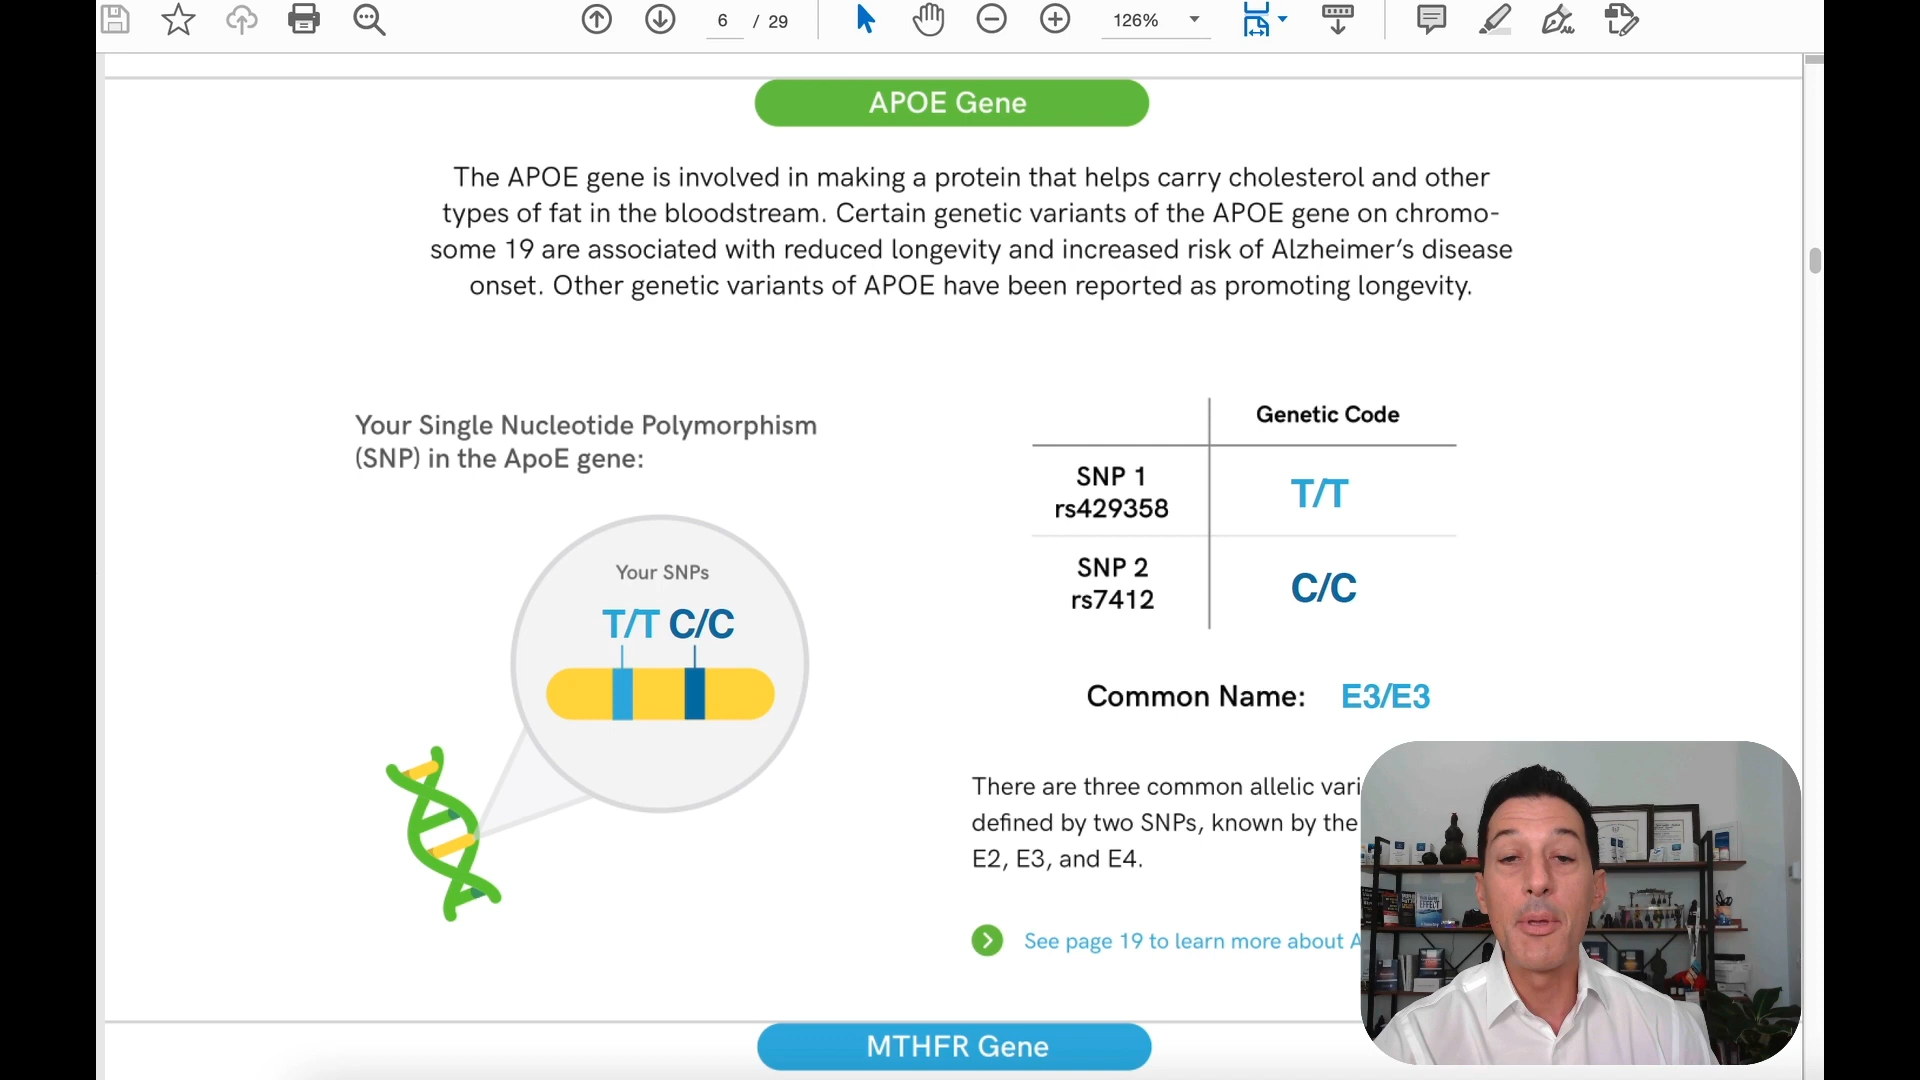 6 / 29
126%
APOE Gene
The APOE gene is involved in making a protein that helps carry cholesterol and other
types of fat in the bloodstream. Certain genetic variants of the APOE gene on chromo-
some 19 are associated with reduced longevity and increased risk of Alzheimer’s disease
onset. Other genetic variants of APOE have been reported as promoting longevity.
Your Single Nucleotide Polymorphism
(SNP) in the ApoE gene:
Your SNPs
T/T C/C
Genetic Code
SNP 1
rs429358
T/T
SNP 2
rs7412
C/C
Common Name: E3/E3
There are three common allelic vari
defined by two SNPs, known by the
E2, E3, and E4.
See page 19 to learn more about A
EFFECT
MTHFR Gene